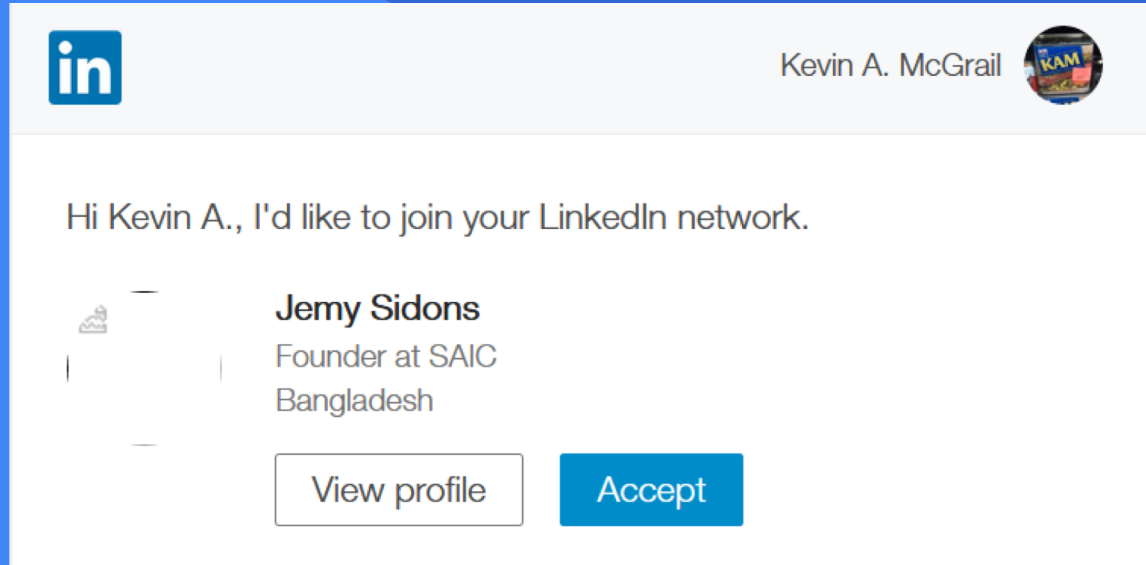 in
Kevin A. McGrail
KAM
Hi Kevin A., I'd like to join your LinkedIn network.
Jemy Sidons
Founder at SAIC
Bangladesh
View profile
Accept